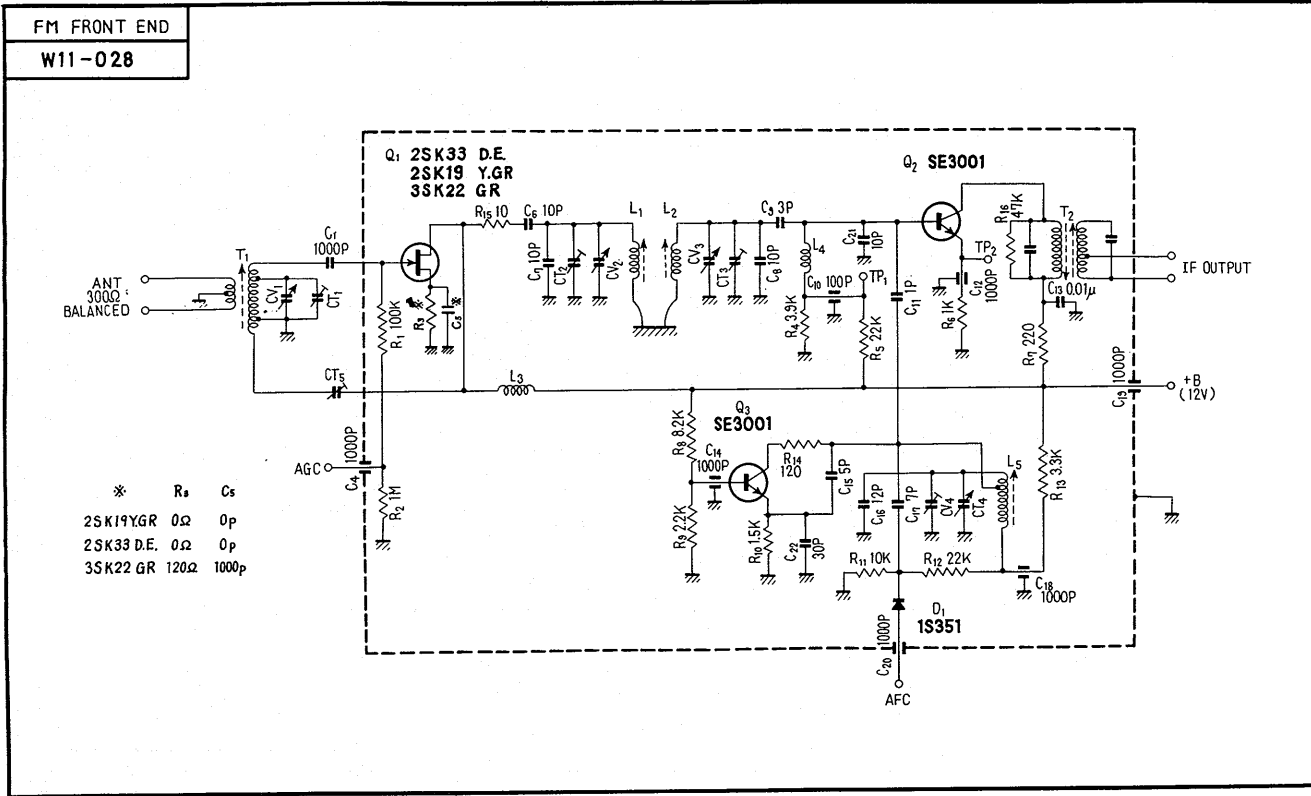 FM FRONT END
W11-028
Q1 2SK33 D.E.
2SK19 Y.GR
3SK22 GR
Q2 SE3001
R15 10
C6 10P
L1
L2
C9 3P
R16 47K
T2
C1 1000P
T1
C7 10P
CT2
CV2
CV3
CT3
C8 10P
L4
C21 10P
TP2
TP1
C10 100P
C12 1000P
IF OUTPUT
ANT
300Ω
BALANCED
CV1
CT1
R1 100K
R3 ※
C5 ※
R4 3.9K
R5 22K
C11 1P
R6 1K
C13 0.01μ
R7 220
CT5
L3
C19 1000P
+B
(12V)
Q3
SE3001
R8 8.2K
C14
1000P
R14
120
C15 5P
L5
R13 3.3K
AGC
C4 1000P
R2 1M
R9 2.2K
R10 1.5K
C22
30P
C16 12P
C17 7P
CV4
CT4
R11 10K
R12 22K
C18
1000P
D1
1S351
C20 1000P
AFC
※ R3 C5
2SK19Y.GR 0Ω 0p
2SK33 D.E. 0Ω 0p
3SK22 GR 120Ω 1000p